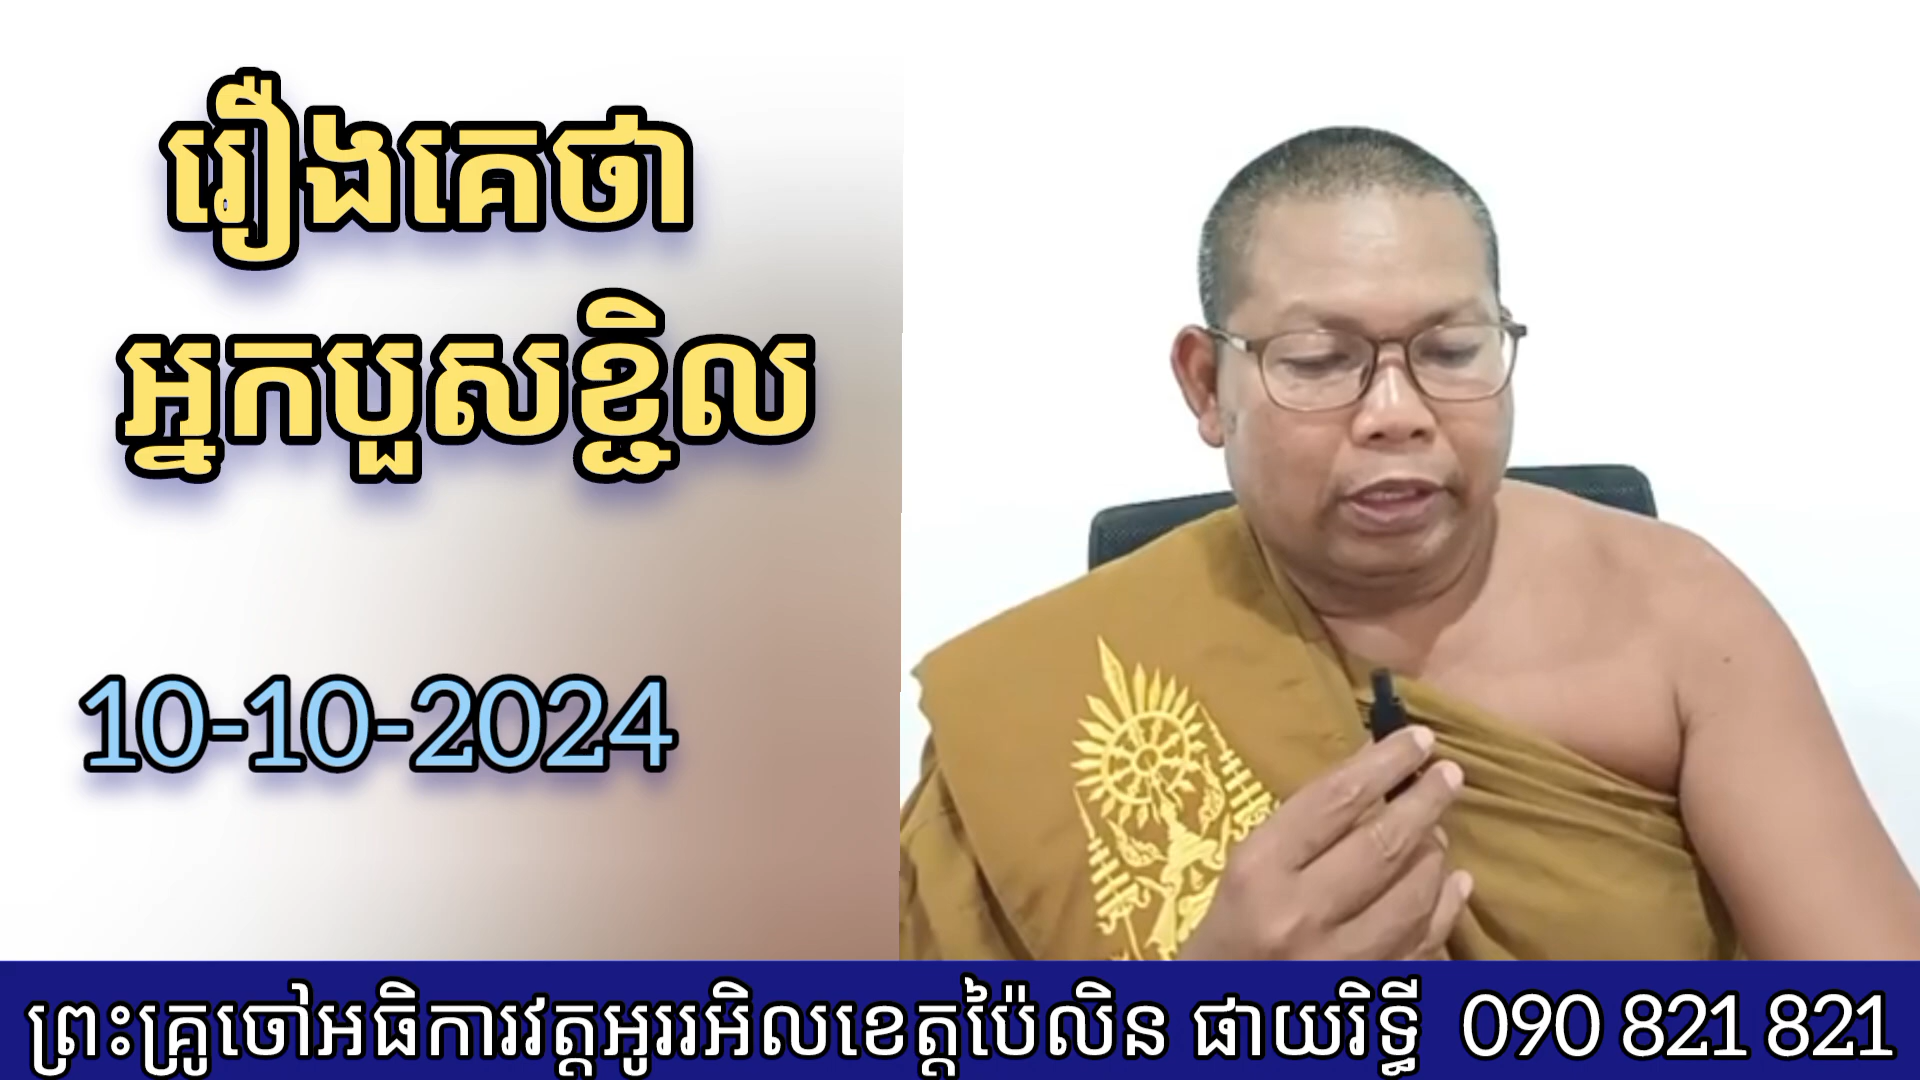 រឿងគេថា
អ្នកបួសខ្ជិល
10-10-2024
ព្រះគ្រូចៅអធិការវត្តអូររអិលខេត្តប៉ៃលិន ផាយរិទ្ធី 090 821 821